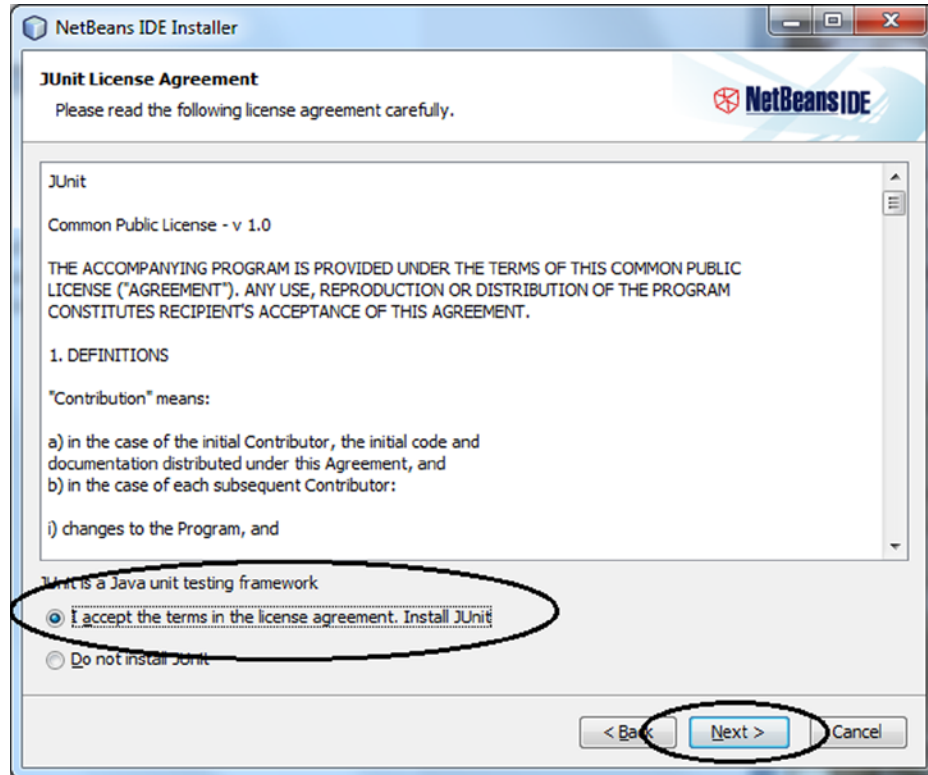 NetBeans IDE Installer
JUnit License Agreement
Please read the following license agreement carefully.
NetBeans IDE
JUnit
Common Public License - v 1.0
THE ACCOMPANYING PROGRAM IS PROVIDED UNDER THE TERMS OF THIS COMMON PUBLIC
LICENSE ("AGREEMENT"). ANY USE, REPRODUCTION OR DISTRIBUTION OF THE PROGRAM
CONSTITUTES RECIPIENT'S ACCEPTANCE OF THIS AGREEMENT.
1. DEFINITIONS
"Contribution" means:
a) in the case of the initial Contributor, the initial code and
documentation distributed under this Agreement, and
b) in the case of each subsequent Contributor:
i) changes to the Program, and
JUnit is a Java unit testing framework
I accept the terms in the license agreement. Install JUnit
Do not install JUnit
< Back Next > Cancel